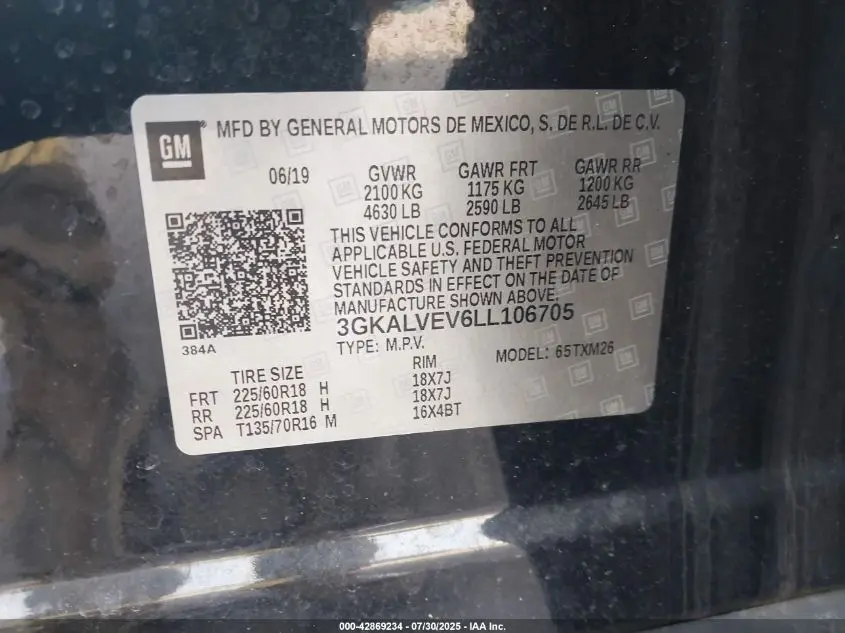 GM
MFD BY GENERAL MOTORS DE MEXICO, S. DE R.L. DE C.V.
06/19
GVWR GAWR FRT GAWR RR
2100 KG 1175 KG 1200 KG
4630 LB 2590 LB 2645 LB
THIS VEHICLE CONFORMS TO ALL
APPLICABLE U.S. FEDERAL MOTOR
VEHICLE SAFETY AND THEFT PREVENTION
STANDARDS IN EFFECT ON THE DATE OF
MANUFACTURE SHOWN ABOVE.
3GKALVEV6LL106705
384A
TYPE: M.P.V. MODEL: 65TXM26
TIRE SIZE RIM
FRT 225/60R18 H 18X7J
RR 225/60R18 H 18X7J
SPA T135/70R16 M 16X4BT
000-42869234 - 07/30/2025 - IAA Inc.